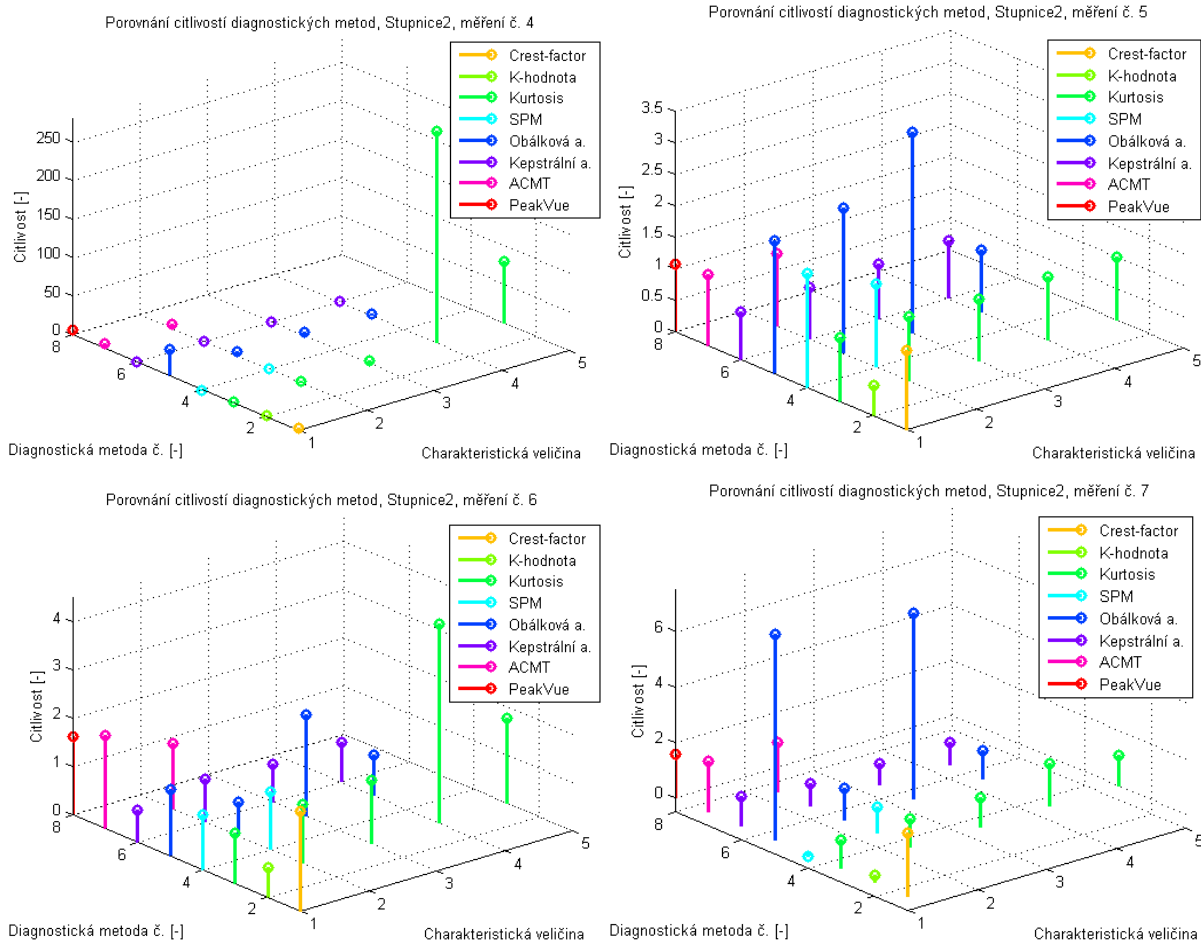 Porovnání citlivostí diagnostických metod, Stupnice2, měření č. 4
Crest-factor
K-hodnota
Kurtosis
SPM
Obálková a.
Kepstrální a.
ACMT
PeakVue
Citlivost [-]
250
200
150
100
50
0
8
6
4
2
1
2
3
4
5
Diagnostická metoda č. [-]
Charakteristická veličina
Porovnání citlivostí diagnostických metod, Stupnice2, měření č. 5
Crest-factor
K-hodnota
Kurtosis
SPM
Obálková a.
Kepstrální a.
ACMT
PeakVue
Citlivost [-]
3.5
3
2.5
2
1.5
1
0.5
0
8
6
4
2
1
2
3
4
5
Diagnostická metoda č. [-]
Charakteristická veličina
Porovnání citlivostí diagnostických metod, Stupnice2, měření č. 6
Crest-factor
K-hodnota
Kurtosis
SPM
Obálková a.
Kepstrální a.
ACMT
PeakVue
Citlivost [-]
4
3
2
1
0
8
6
4
2
1
2
3
4
5
Diagnostická metoda č. [-]
Charakteristická veličina
Porovnání citlivostí diagnostických metod, Stupnice2, měření č. 7
Crest-factor
K-hodnota
Kurtosis
SPM
Obálková a.
Kepstrální a.
ACMT
PeakVue
Citlivost [-]
6
4
2
0
8
6
4
2
1
2
3
4
5
Diagnostická metoda č. [-]
Charakteristická veličina